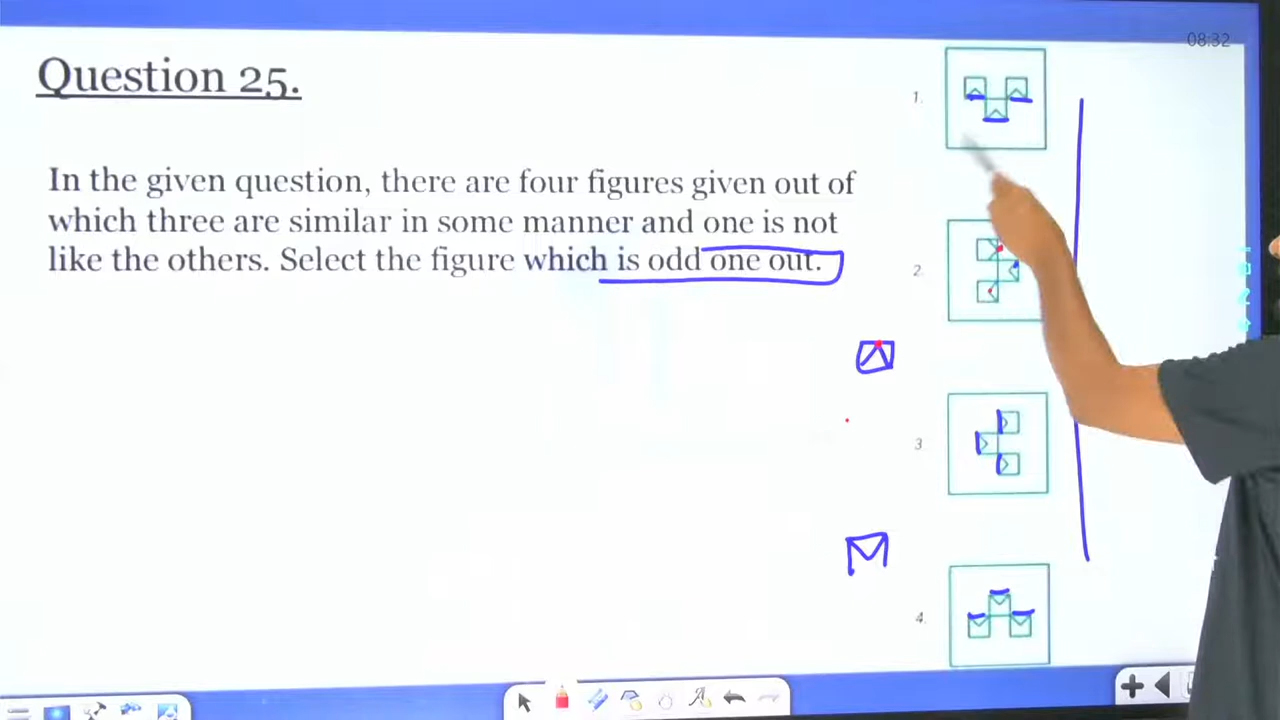 08:32
Question 25.
1.
In the given question, there are four figures given out of
which three are similar in some manner and one is not
like the others. Select the figure which is odd one out.
2.
3
4.